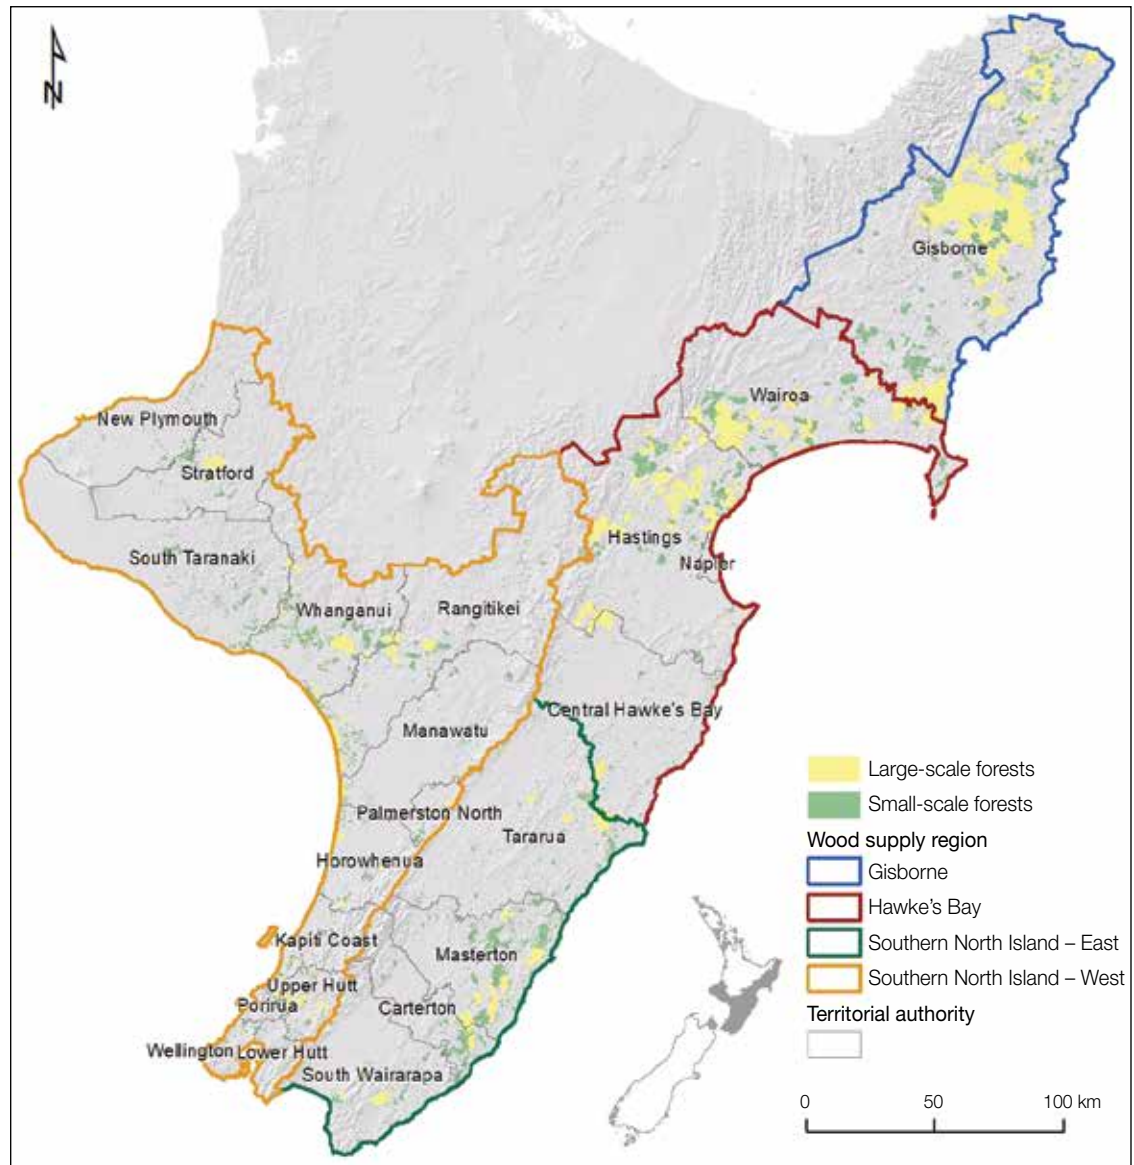 N
Gisborne
Wairoa
New Plymouth
Stratford
Hastings
South Taranaki
Napier
Whanganui
Rangitikei
Central Hawke's Bay
Manawatu
Palmerston North
Tararua
Horowhenua
Kapiti Coast
Masterton
Upper Hutt
Porirua
Carterton
Wellington
Lower Hutt
South Wairarapa
Large-scale forests
Small-scale forests
Wood supply region
Gisborne
Hawke's Bay
Southern North Island – East
Southern North Island – West
Territorial authority
0 50 100 km